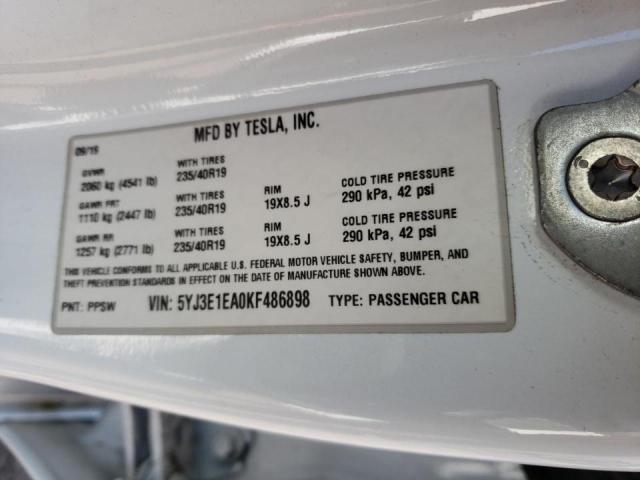 MFD BY TESLA, INC.
09/19
GVWR WITH TIRES
2060 kg (4541 lb) 235/40R19
GAWR FRT WITH TIRES RIM COLD TIRE PRESSURE
1110 kg (2447 lb) 235/40R19 19X8.5 J 290 kPa, 42 psi
GAWR RR WITH TIRES RIM COLD TIRE PRESSURE
1257 kg (2771 lb) 235/40R19 19X8.5 J 290 kPa, 42 psi
THIS VEHICLE CONFORMS TO ALL APPLICABLE U.S. FEDERAL MOTOR VEHICLE SAFETY, BUMPER, AND
THEFT PREVENTION STANDARDS IN EFFECT ON THE DATE OF MANUFACTURE SHOWN ABOVE.
PNT: PPSW VIN: 5YJ3E1EA0KF486898 TYPE: PASSENGER CAR